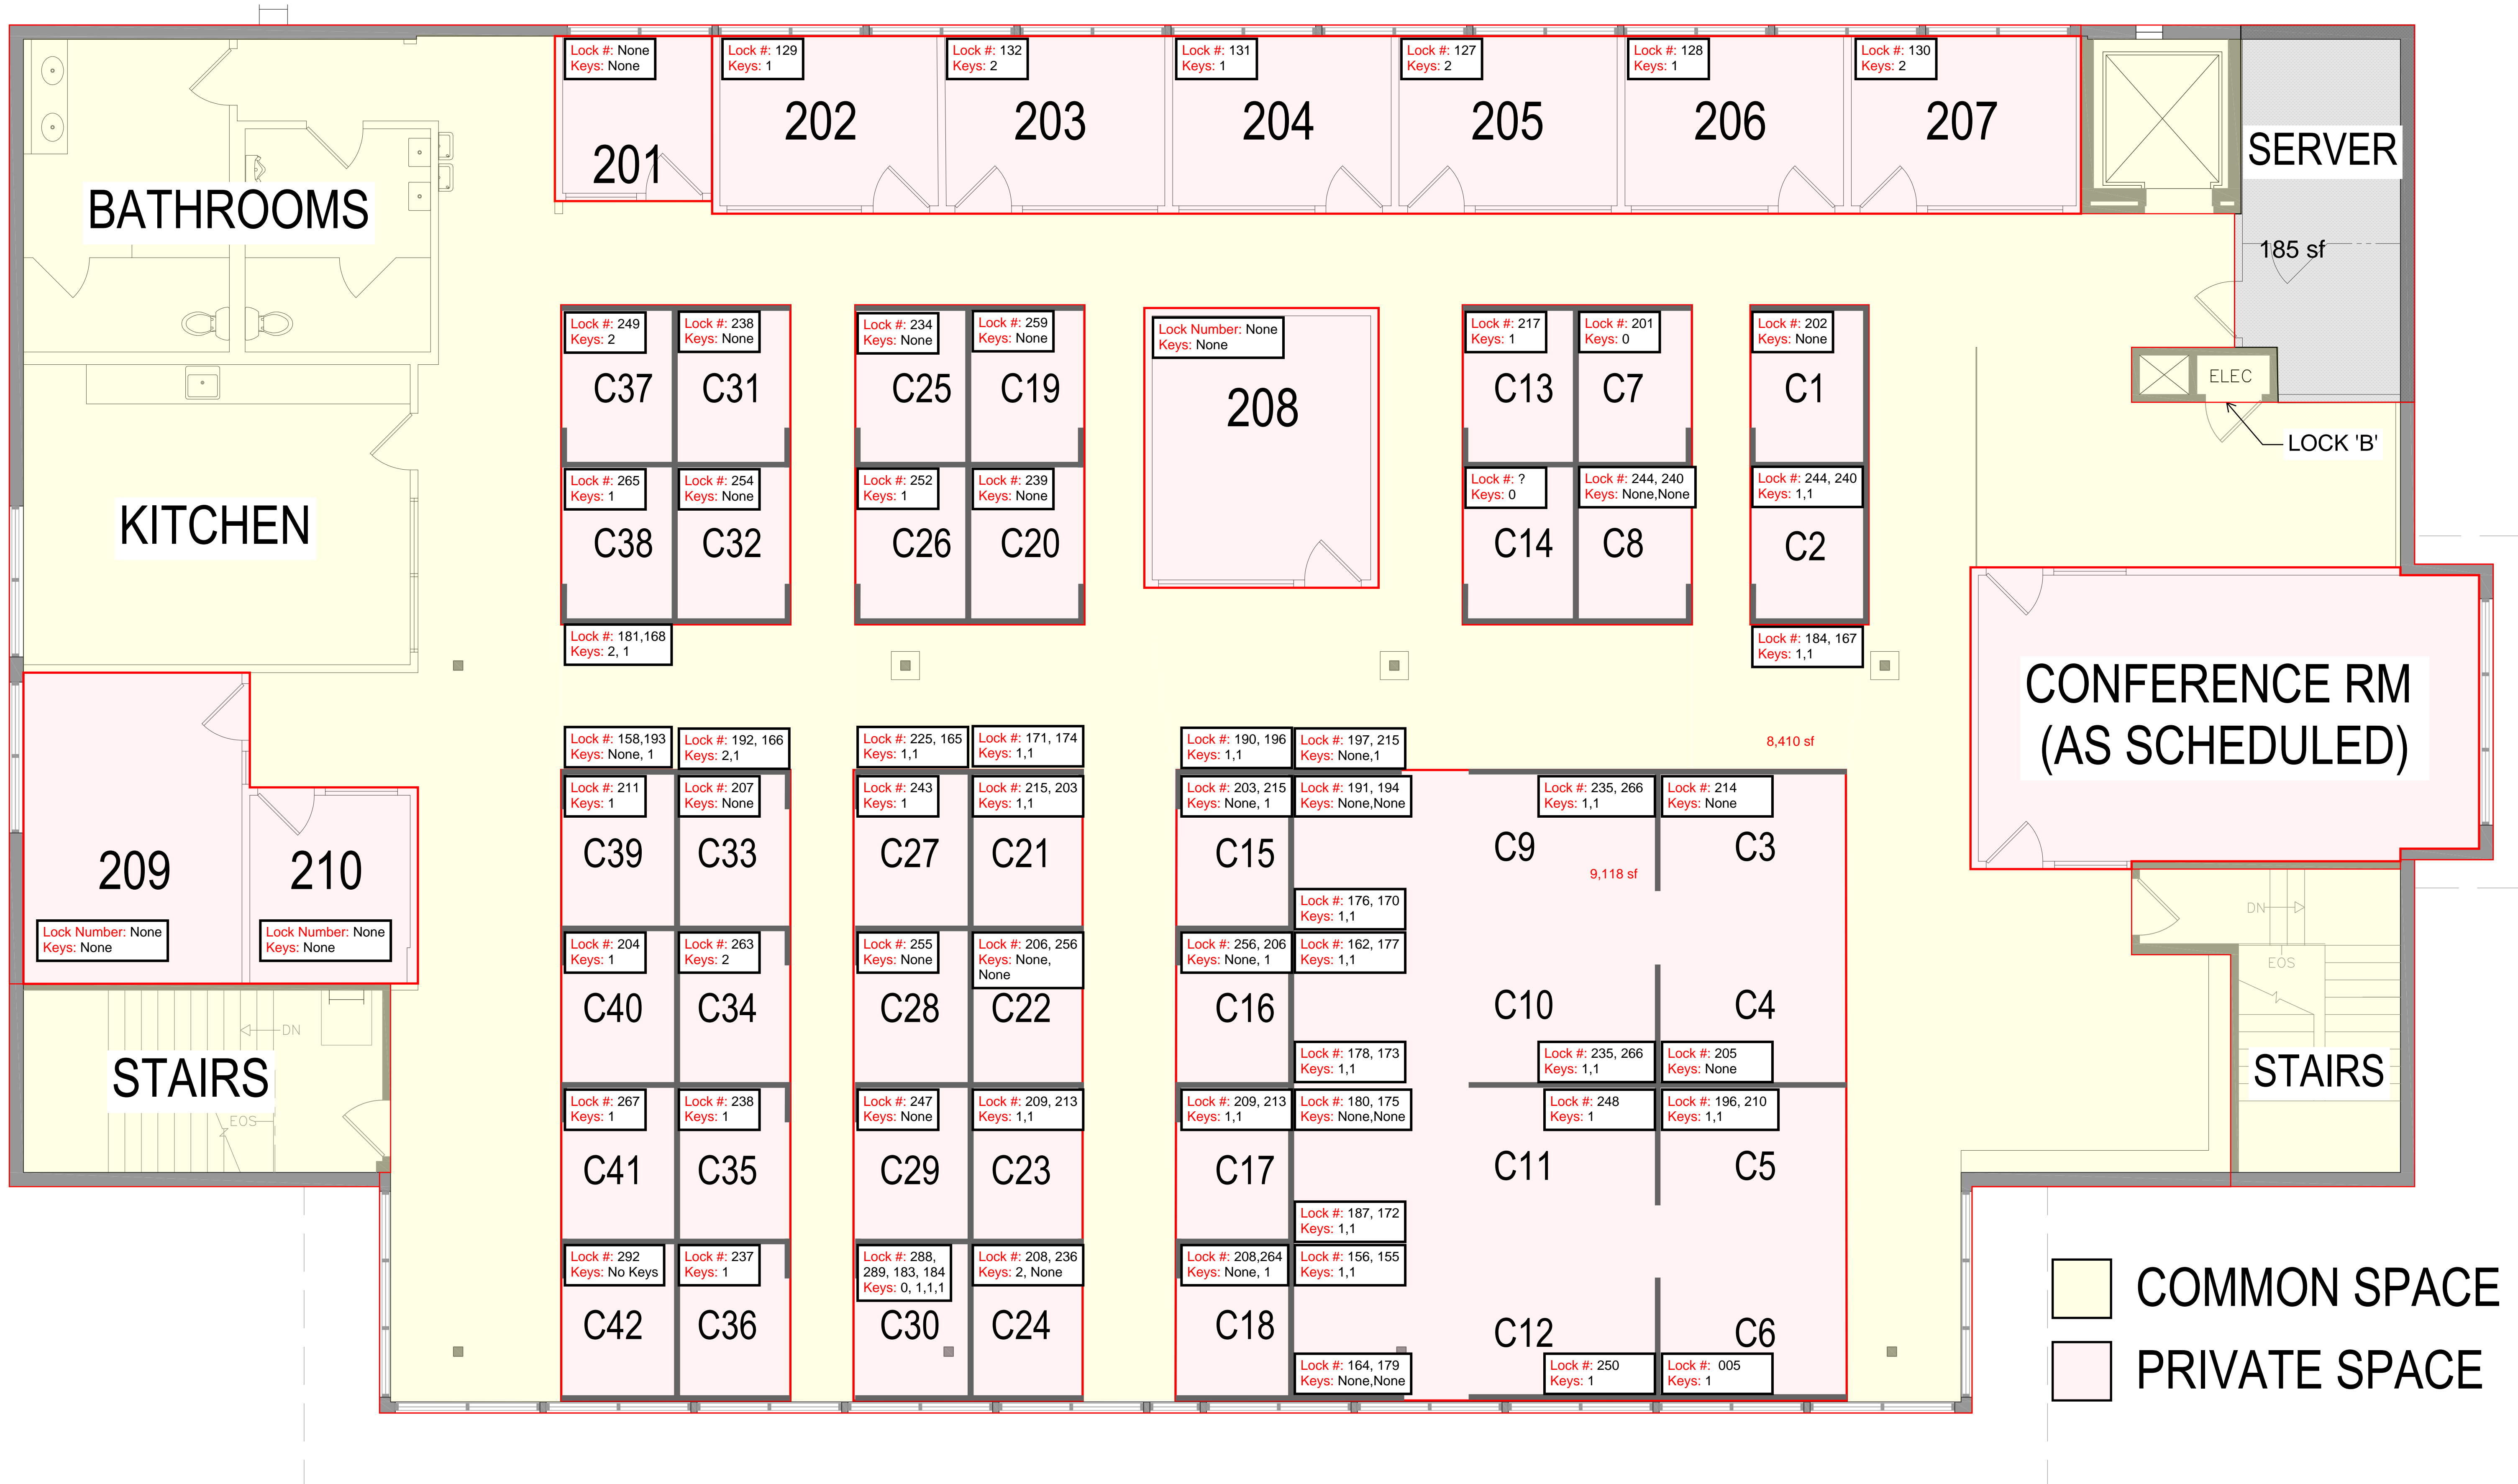 Lock #: None
Keys: None
201
Lock #: 129
Keys: 1
202
Lock #: 132
Keys: 2
203
Lock #: 131
Keys: 1
204
Lock #: 127
Keys: 2
205
Lock #: 128
Keys: 1
206
Lock #: 130
Keys: 2
207
SERVER
185 sf
BATHROOMS
Lock #: 249
Keys: 2
C37
Lock #: 238
Keys: None
C31
Lock #: 234
Keys: None
C25
Lock #: 259
Keys: None
C19
Lock Number: None
Keys: None
208
Lock #: 217
Keys: 1
C13
Lock #: 201
Keys: 0
C7
Lock #: 202
Keys: None
C1
ELEC
LOCK 'B'
KITCHEN
Lock #: 265
Keys: 1
C38
Lock #: 254
Keys: None
C32
Lock #: 252
Keys: 1
C26
Lock #: 239
Keys: None
C20
Lock #: ?
Keys: 0
C14
Lock #: 244, 240
Keys: None,None
C8
Lock #: 244, 240
Keys: 1,1
C2
Lock #: 181,168
Keys: 2, 1
Lock #: 184, 167
Keys: 1,1
CONFERENCE RM
(AS SCHEDULED)
8,410 sf
Lock #: 158,193
Keys: None, 1
Lock #: 192, 166
Keys: 2,1
Lock #: 225, 165
Keys: 1,1
Lock #: 171, 174
Keys: 1,1
Lock #: 190, 196
Keys: 1,1
Lock #: 197, 215
Keys: None,1
Lock #: 211
Keys: 1
C39
Lock #: 207
Keys: None
C33
Lock #: 243
Keys: 1
C27
Lock #: 215, 203
Keys: 1,1
C21
Lock #: 203, 215
Keys: None, 1
C15
Lock #: 191, 194
Keys: None,None
Lock #: 235, 266
Keys: 1,1
C9
9,118 sf
Lock #: 214
Keys: None
C3
Lock #: 176, 170
Keys: 1,1
209
Lock Number: None
Keys: None
210
Lock Number: None
Keys: None
Lock #: 204
Keys: 1
C40
Lock #: 263
Keys: 2
C34
Lock #: 255
Keys: None
C28
Lock #: 206, 256
Keys: None,
None
C22
Lock #: 256, 206
Keys: None, 1
C16
Lock #: 162, 177
Keys: 1,1
C10
C4
Lock #: 178, 173
Keys: 1,1
Lock #: 235, 266
Keys: 1,1
Lock #: 205
Keys: None
DN
EOS
STAIRS
DN
STAIRS
EOS
Lock #: 267
Keys: 1
C41
Lock #: 238
Keys: 1
C35
Lock #: 247
Keys: None
C29
Lock #: 209, 213
Keys: 1,1
C23
Lock #: 209, 213
Keys: 1,1
C17
Lock #: 180, 175
Keys: None,None
Lock #: 248
Keys: 1
C11
Lock #: 196, 210
Keys: 1,1
C5
Lock #: 187, 172
Keys: 1,1
Lock #: 292
Keys: No Keys
C42
Lock #: 237
Keys: 1
C36
Lock #: 288,
289, 183, 184
Keys: 0, 1,1,1
C30
Lock #: 208, 236
Keys: 2, None
C24
Lock #: 208,264
Keys: None, 1
C18
Lock #: 156, 155
Keys: 1,1
C12
C6
Lock #: 164, 179
Keys: None,None
Lock #: 250
Keys: 1
Lock #: 005
Keys: 1
COMMON SPACE
PRIVATE SPACE